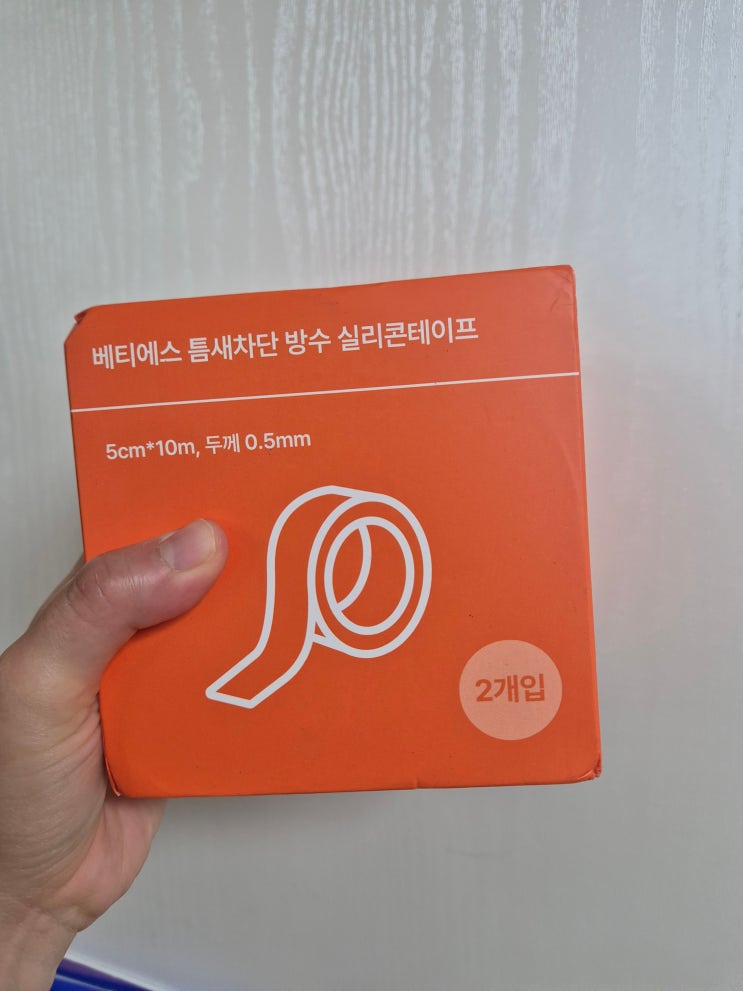 베티에스 틈새차단 방수 실리콘테이프
5cm*10m, 두께 0.5mm
2개입